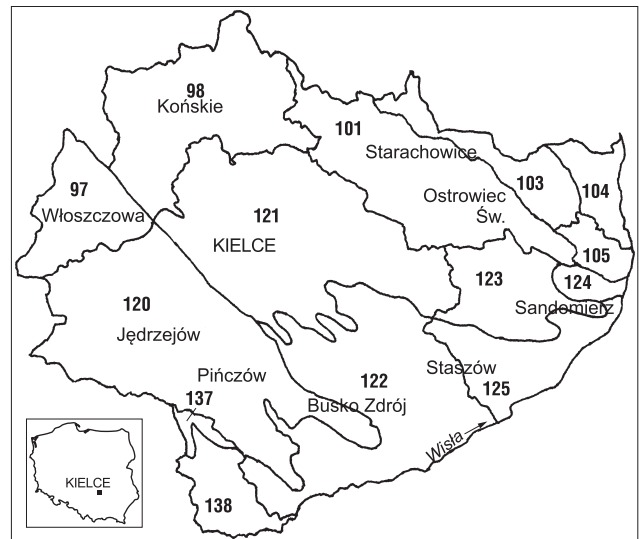 98
Końskie
101
Starachowice
97
Włoszczowa
103
104
Ostrowiec
Św.
121
KIELCE
105
123
124
Sandomierz
120
Jędrzejów
Pińczów
137
122
Busko Zdrój
Staszów
125
Wisła
KIELCE
138